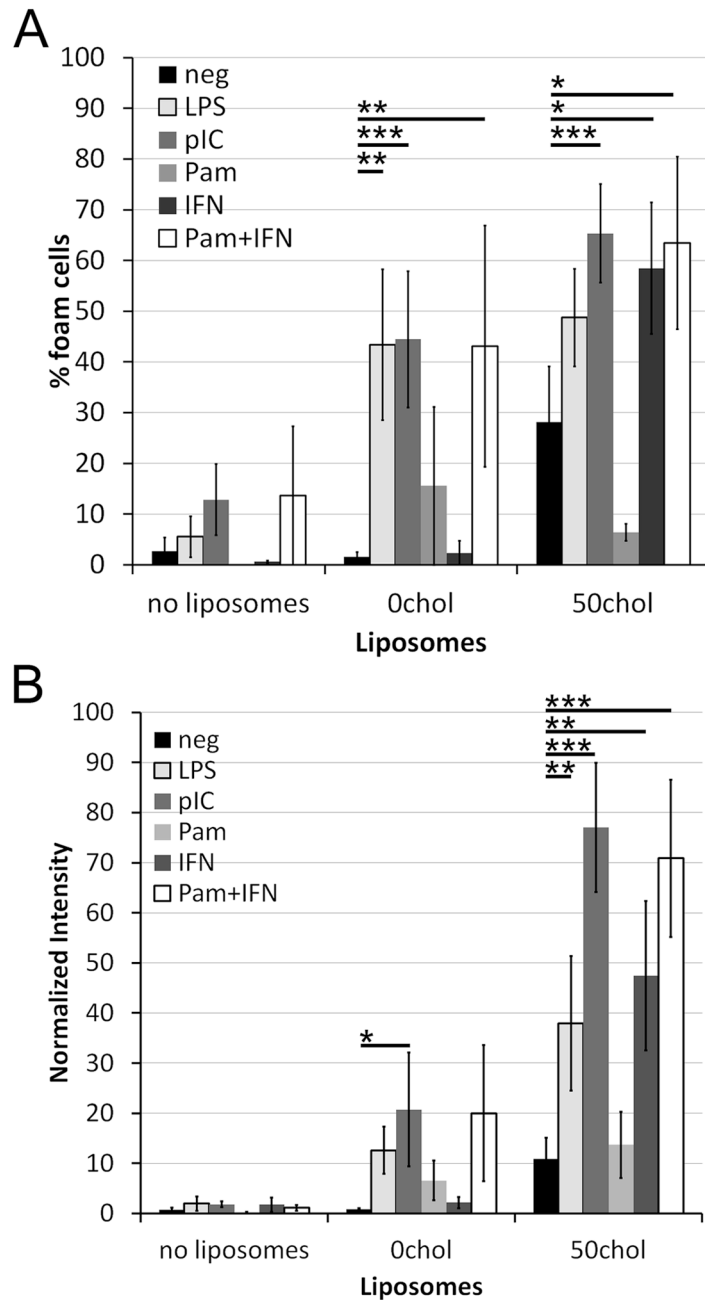 A
100
90
80
70
60
50
40
30
20
10
0
% foam cells
neg
LPS
pIC
Pam
IFN
Pam+IFN
**
***
**
*
*
***
no liposomes 0chol 50chol
Liposomes
B
100
90
80
70
60
50
40
30
20
10
0
Normalized Intensity
neg
LPS
pIC
Pam
IFN
Pam+IFN
*
***
**
***
**
no liposomes 0chol 50chol
Liposomes